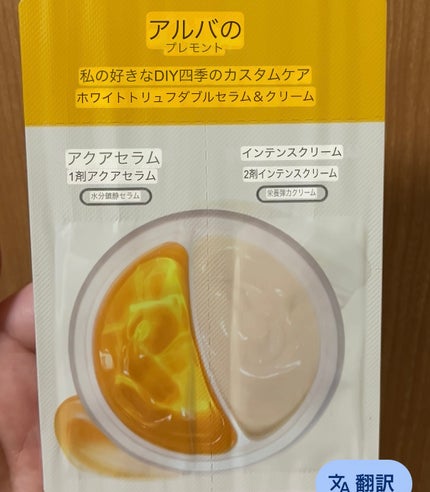 アルバの
プレモント
私の好きなDIY四季のカスタムケア
ホワイトトリュフダブルセラム＆クリーム
アクアセラム
1剤アクアセラム
水分鎮静セラム
インテンスクリーム
2剤インテンスクリーム
栄養弾力クリーム
翻訳